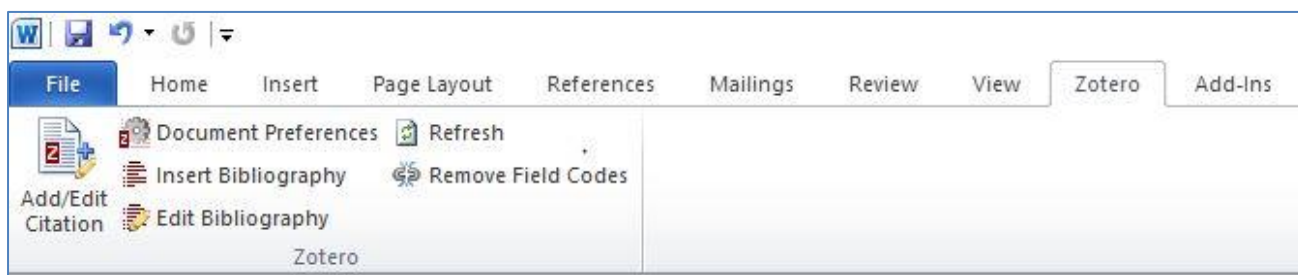 W
File Home Insert Page Layout References Mailings Review View Zotero Add-Ins
Z Z Document Preferences Refresh
Insert Bibliography Remove Field Codes
Add/Edit
Citation Edit Bibliography
Zotero